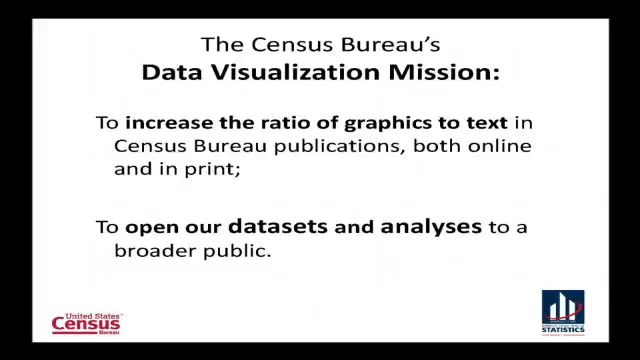 The Census Bureau's
Data Visualization Mission:
To increase the ratio of graphics to text in
Census Bureau publications, both online
and in print;
To open our datasets and analyses to a
broader public.
United States
Census
Bureau
STATISTICS